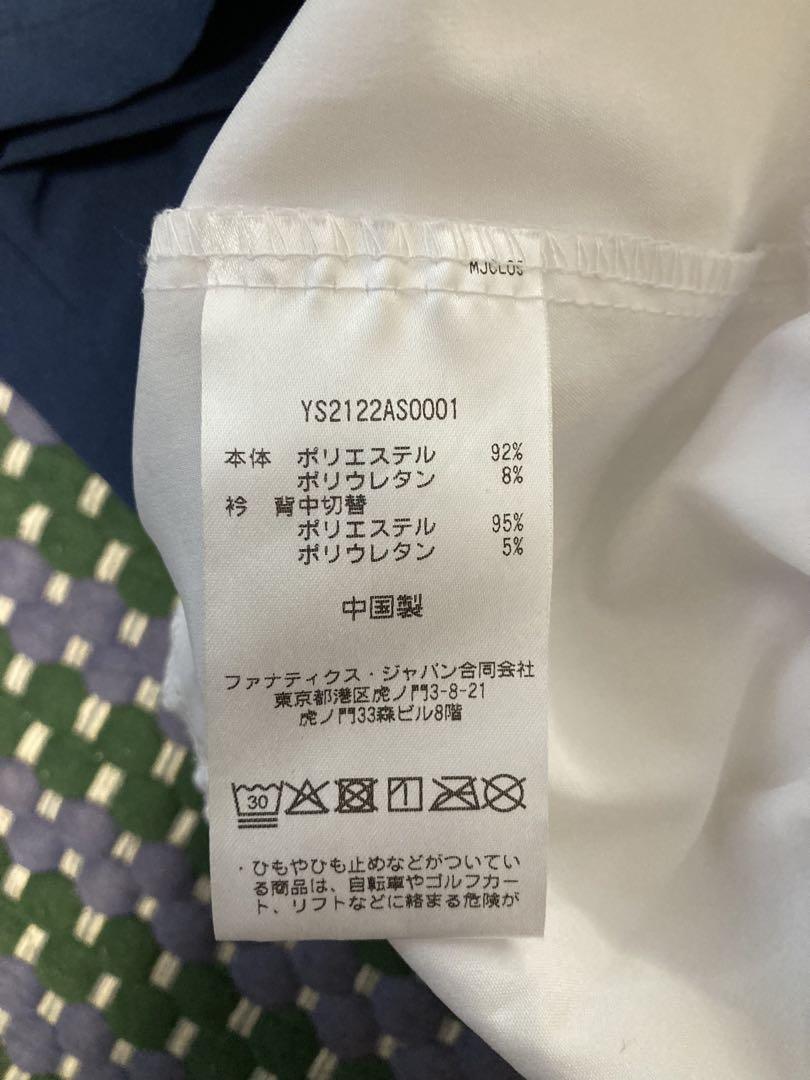 YS2122AS0001
本体 ポリエステル 92%
ポリウレタン 8%
衿 背中切替
ポリエステル 95%
ポリウレタン 5%
中国製
ファナティクス・ジャパン合同会社
東京都港区虎ノ門3-8-21
虎ノ門33森ビル8階
30 1
・ひもやひも止めなどがついてい
る商品は、自転車やゴルフカー
ト、リフトなどに絡まる危険が